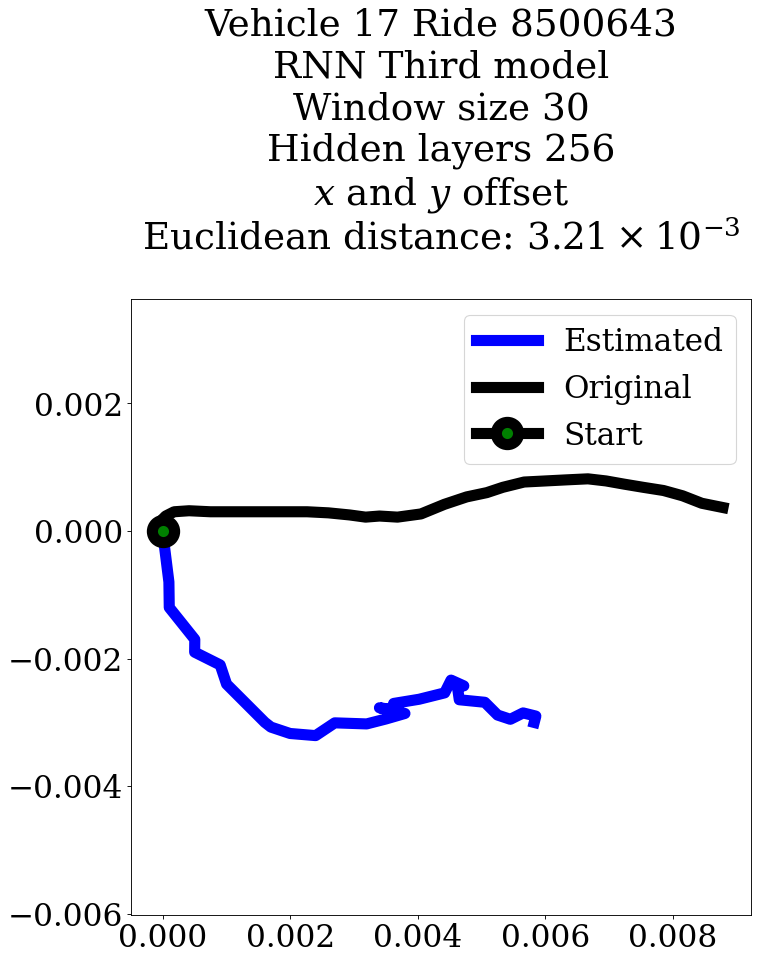 Vehicle 17 Ride 8500643
RNN Third model
Window size 30
Hidden layers 256
x and y offset
Euclidean distance: 3.21 × 10⁻³
Estimated
Original
Start
0.002
0.000
−0.002
−0.004
−0.006
0.000 0.002 0.004 0.006 0.008